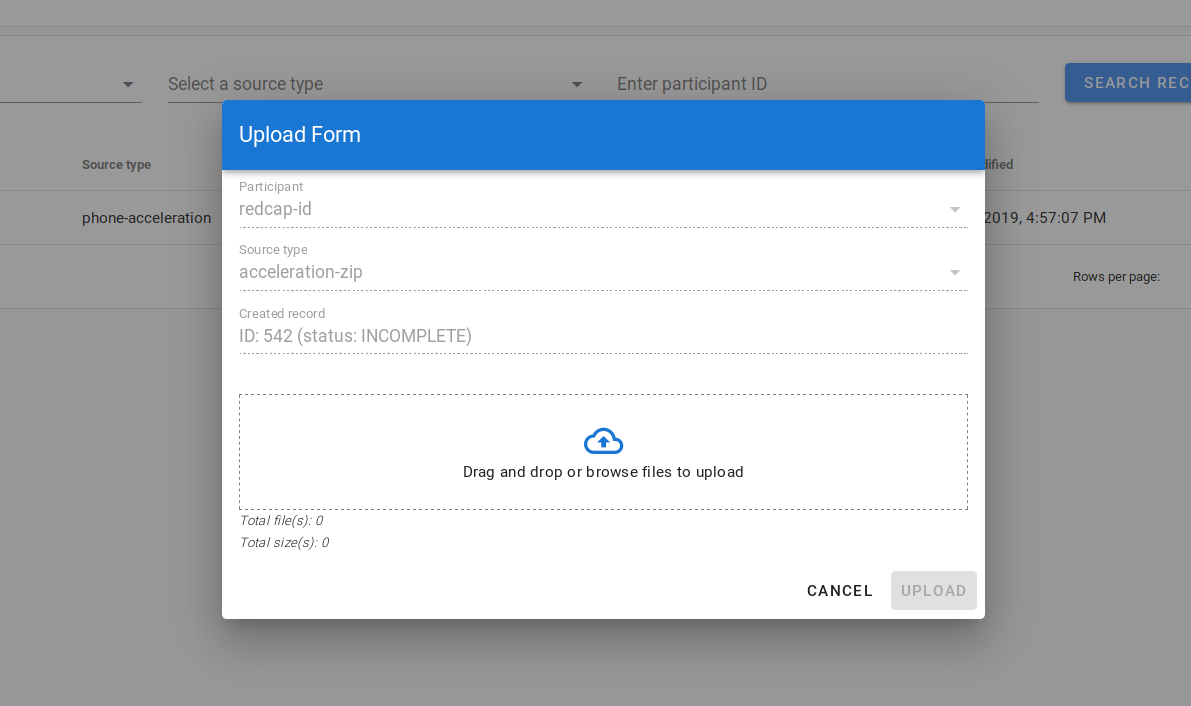 Select a source type
Enter participant ID
SEARCH REC
Upload Form
Source type
Participant
redcap-id
phone-acceleration
2019, 4:57:07 PM
Source type
acceleration-zip
Rows per page:
Created record
ID: 542 (status: INCOMPLETE)
Drag and drop or browse files to upload
Total file(s): 0
Total size(s): 0
CANCEL
UPLOAD